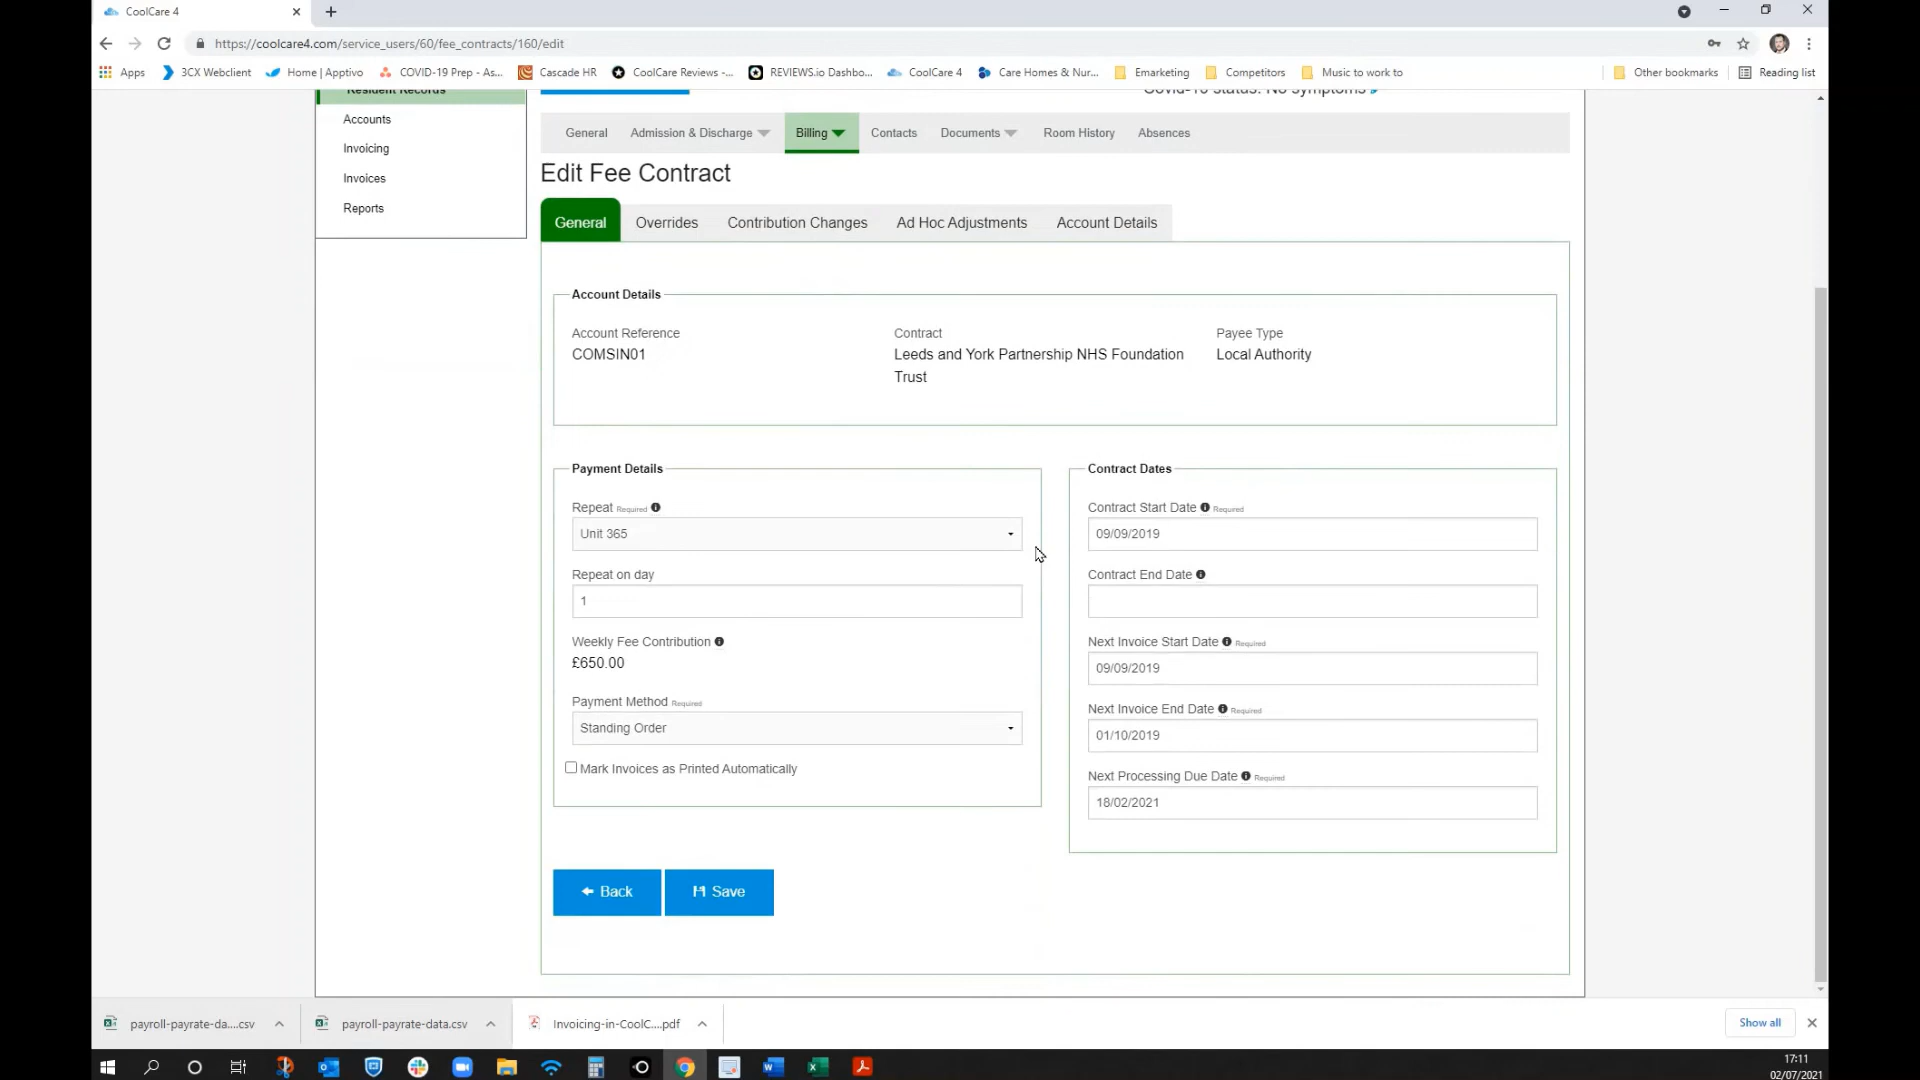 CoolCare 4
https://coolcare4.com/service_users/60/fee_contracts/160/edit
Apps 3CX Webclient Home | Apptivo COVID-19 Prep - As... Cascade HR CoolCare Reviews -... REVIEWS.io Dashbo... CoolCare 4 Care Homes & Nur... Emarketing Competitors Music to work to Other bookmarks Reading list
Resident Records
Covid-19 status: No symptoms
Accounts
Invoicing
Invoices
Reports
General Admission & Discharge Billing Contacts Documents Room History Absences
Edit Fee Contract
General Overrides Contribution Changes Ad Hoc Adjustments Account Details
Account Details
Account Reference Contract Payee Type
COMSIN01 Leeds and York Partnership NHS Foundation Local Authority
Trust
Payment Details
Repeat Required
Unit 365
Repeat on day
1
Weekly Fee Contribution
£650.00
Payment Method Required
Standing Order
Mark Invoices as Printed Automatically
Contract Dates
Contract Start Date Required
09/09/2019
Contract End Date
Next Invoice Start Date Required
09/09/2019
Next Invoice End Date Required
01/10/2019
Next Processing Due Date Required
18/02/2021
Back Save
payroll-payrate-da....csv payroll-payrate-data.csv Invoicing-in-CoolC....pdf Show all
17:11
02/07/2021